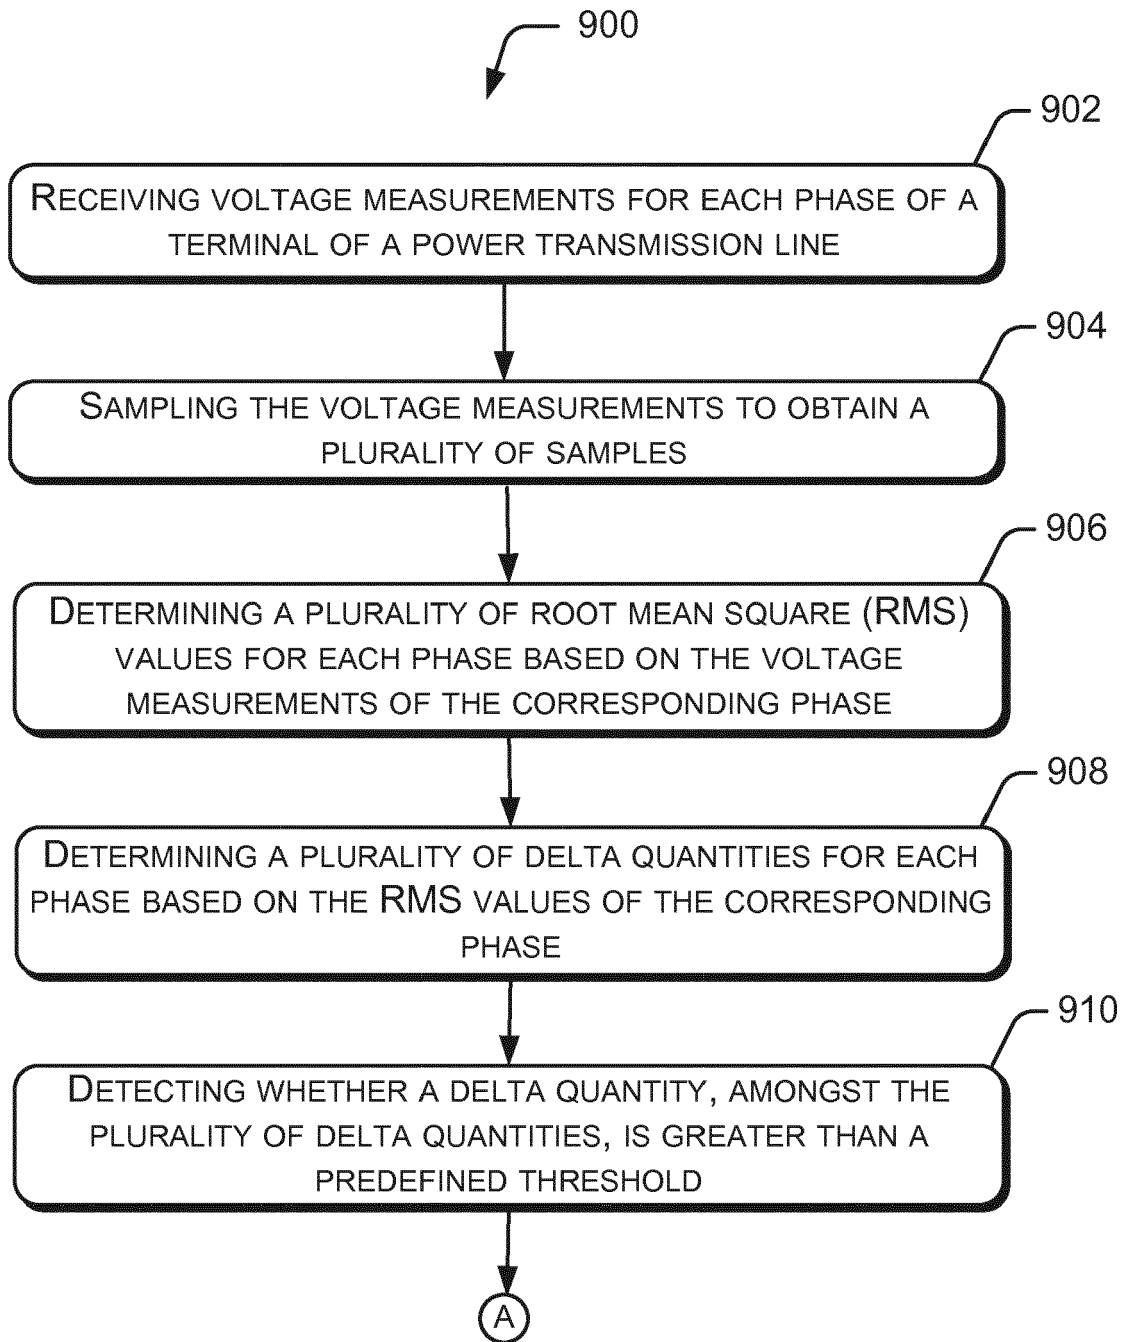 900
902
RECEIVING VOLTAGE MEASUREMENTS FOR EACH PHASE OF A
TERMINAL OF A POWER TRANSMISSION LINE
904
SAMPLING THE VOLTAGE MEASUREMENTS TO OBTAIN A
PLURALITY OF SAMPLES
906
DETERMINING A PLURALITY OF ROOT MEAN SQUARE (RMS)
VALUES FOR EACH PHASE BASED ON THE VOLTAGE
MEASUREMENTS OF THE CORRESPONDING PHASE
908
DETERMINING A PLURALITY OF DELTA QUANTITIES FOR EACH
PHASE BASED ON THE RMS VALUES OF THE CORRESPONDING
PHASE
910
DETECTING WHETHER A DELTA QUANTITY, AMONGST THE
PLURALITY OF DELTA QUANTITIES, IS GREATER THAN A
PREDEFINED THRESHOLD
A